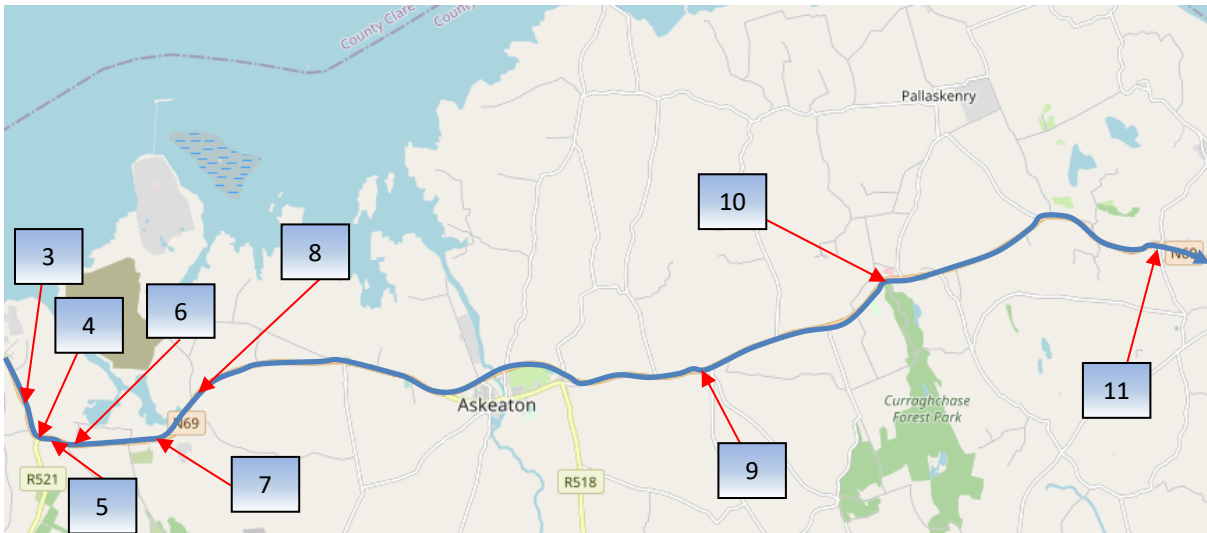 County Clare
County
Pallaskenry
10
3
8
6
4
N69
11
Askeaton
Curraghchase
Forest Park
N69
R521
5
7
9
R518